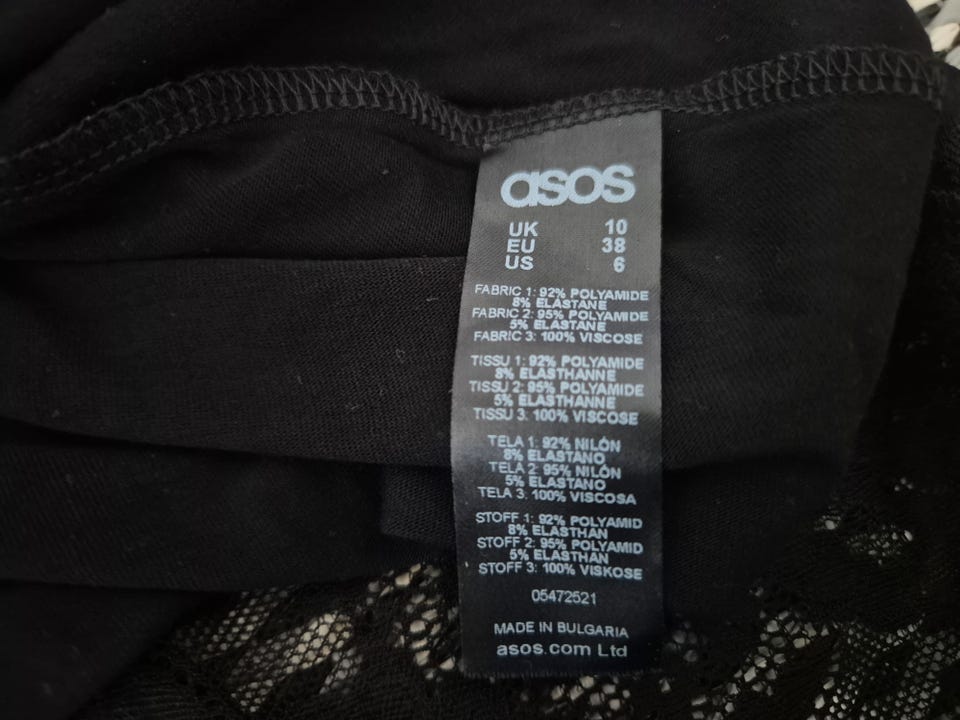 asos
UK 10
EU 38
US 6
FABRIC 1: 92% POLYAMIDE
8% ELASTANE
FABRIC 2: 95% POLYAMIDE
5% ELASTANE
FABRIC 3: 100% VISCOSE
TISSU 1: 92% POLYAMIDE
8% ELASTHANNE
TISSU 2: 95% POLYAMIDE
5% ELASTHANNE
TISSU 3: 100% VISCOSE
TELA 1: 92% NILÓN
8% ELASTANO
TELA 2: 95% NILÓN
5% ELASTANO
TELA 3: 100% VISCOSA
STOFF 1: 92% POLYAMID
8% ELASTHAN
STOFF 2: 95% POLYAMID
5% ELASTHAN
STOFF 3: 100% VISKOSE
05472521
MADE IN BULGARIA
asos.com Ltd